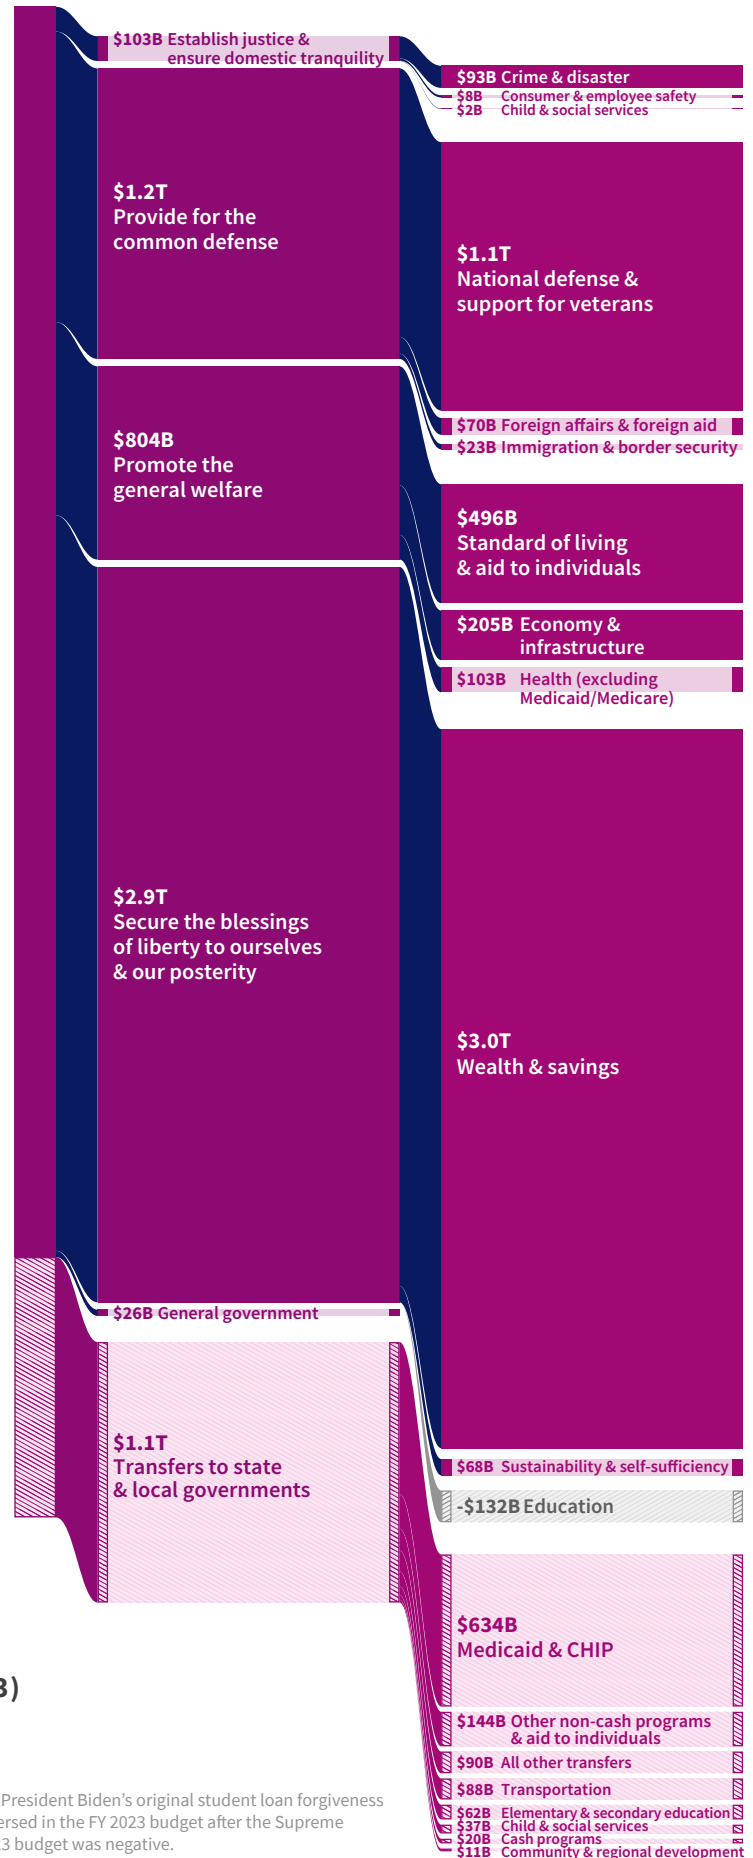 $103B Establish justice &
ensure domestic tranquility
$1.2T
Provide for the
common defense
$804B
Promote the
general welfare
$2.9T
Secure the blessings
of liberty to ourselves
& our posterity
$26B General government
$1.1T
Transfers to state
& local governments
$93B Crime & disaster
$8B Consumer & employee safety
$2B Child & social services
$1.1T
National defense &
support for veterans
$70B Foreign affairs & foreign aid
$23B Immigration & border security
$496B
Standard of living
& aid to individuals
$205B Economy &
infrastructure
$103B Health (excluding
Medicaid/Medicare)
$3.0T
Wealth & savings
$68B Sustainability & self-sufficiency
-$132B Education
$634B
Medicaid & CHIP
$144B Other non-cash programs
& aid to individuals
$90B All other transfers
$88B Transportation
$62B Elementary & secondary education
$37B Child & social services
$20B Cash programs
$11B Community & regional development
)
President Biden's original student loan forgiveness
ersed in the FY 2023 budget after the Supreme
3 budget was negative.